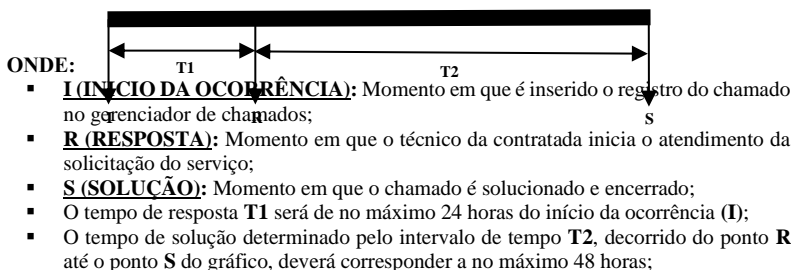 T1 T2
ONDE:
▪ I (INICIO DA OCORRÊNCIA): Momento em que é inserido o registro do chamado
no gerenciador de chamados;
I R S
▪ R (RESPOSTA): Momento em que o técnico da contratada inicia o atendimento da
solicitação do serviço;
▪ S (SOLUÇÃO): Momento em que o chamado é solucionado e encerrado;
▪ O tempo de resposta T1 será de no máximo 24 horas do início da ocorrência (I);
▪ O tempo de solução determinado pelo intervalo de tempo T2, decorrido do ponto R
até o ponto S do gráfico, deverá corresponder a no máximo 48 horas;